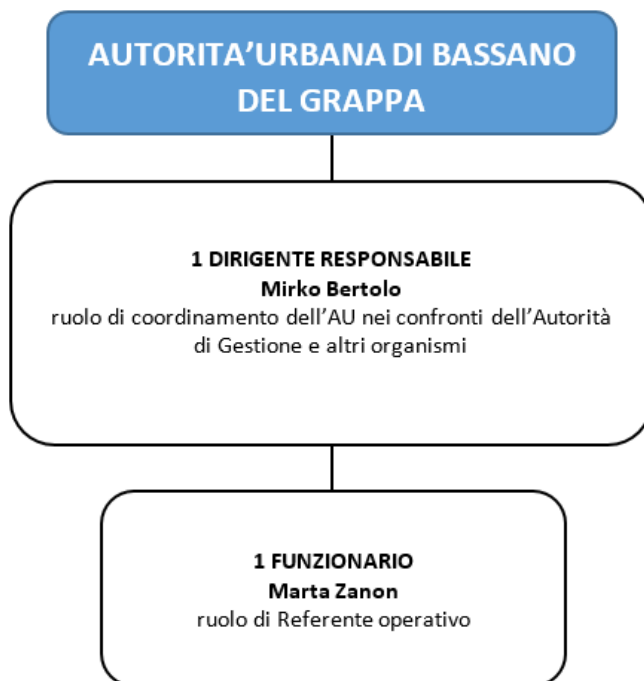 AUTORITA’URBANA DI BASSANO
DEL GRAPPA
1 DIRIGENTE RESPONSABILE
Mirko Bertolo
ruolo di coordinamento dell’AU nei confronti dell’Autorità
di Gestione e altri organismi
1 FUNZIONARIO
Marta Zanon
ruolo di Referente operativo